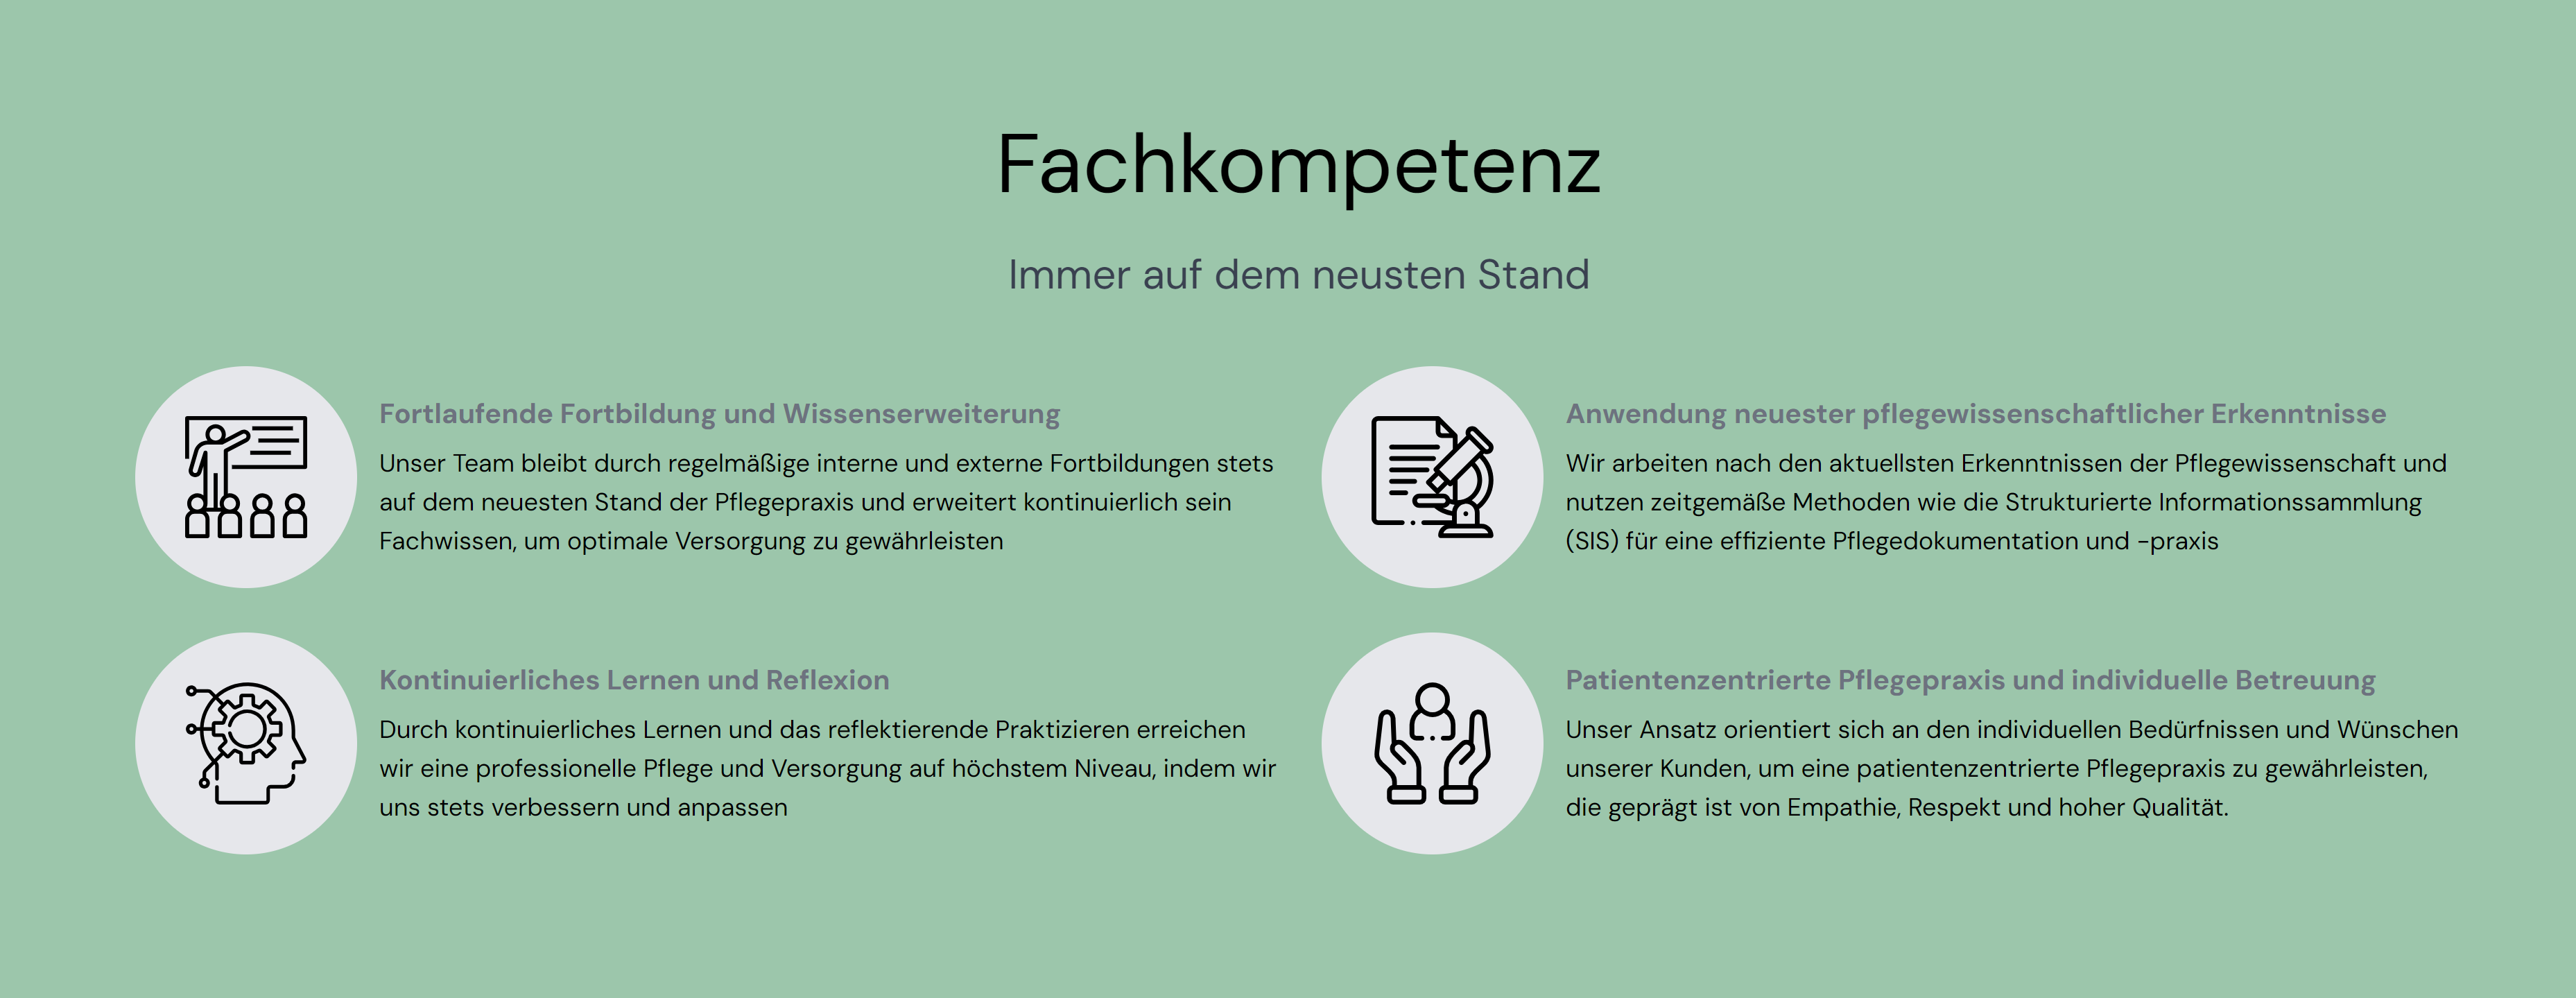 Fachkompetenz
Immer auf dem neusten Stand
Fortlaufende Fortbildung und Wissenserweiterung
Unser Team bleibt durch regelmäßige interne und externe Fortbildungen stets
auf dem neuesten Stand der Pflegepraxis und erweitert kontinuierlich sein
Fachwissen, um optimale Versorgung zu gewährleisten
Anwendung neuester pflegewissenschaftlicher Erkenntnisse
Wir arbeiten nach den aktuellsten Erkenntnissen der Pflegewissenschaft und
nutzen zeitgemäße Methoden wie die Strukturierte Informationssammlung
(SIS) für eine effiziente Pflegedokumentation und -praxis
Kontinuierliches Lernen und Reflexion
Durch kontinuierliches Lernen und das reflektierende Praktizieren erreichen
wir eine professionelle Pflege und Versorgung auf höchstem Niveau, indem wir
uns stets verbessern und anpassen
Patientenzentrierte Pflegepraxis und individuelle Betreuung
Unser Ansatz orientiert sich an den individuellen Bedürfnissen und Wünschen
unserer Kunden, um eine patientenzentrierte Pflegepraxis zu gewährleisten,
die geprägt ist von Empathie, Respekt und hoher Qualität.